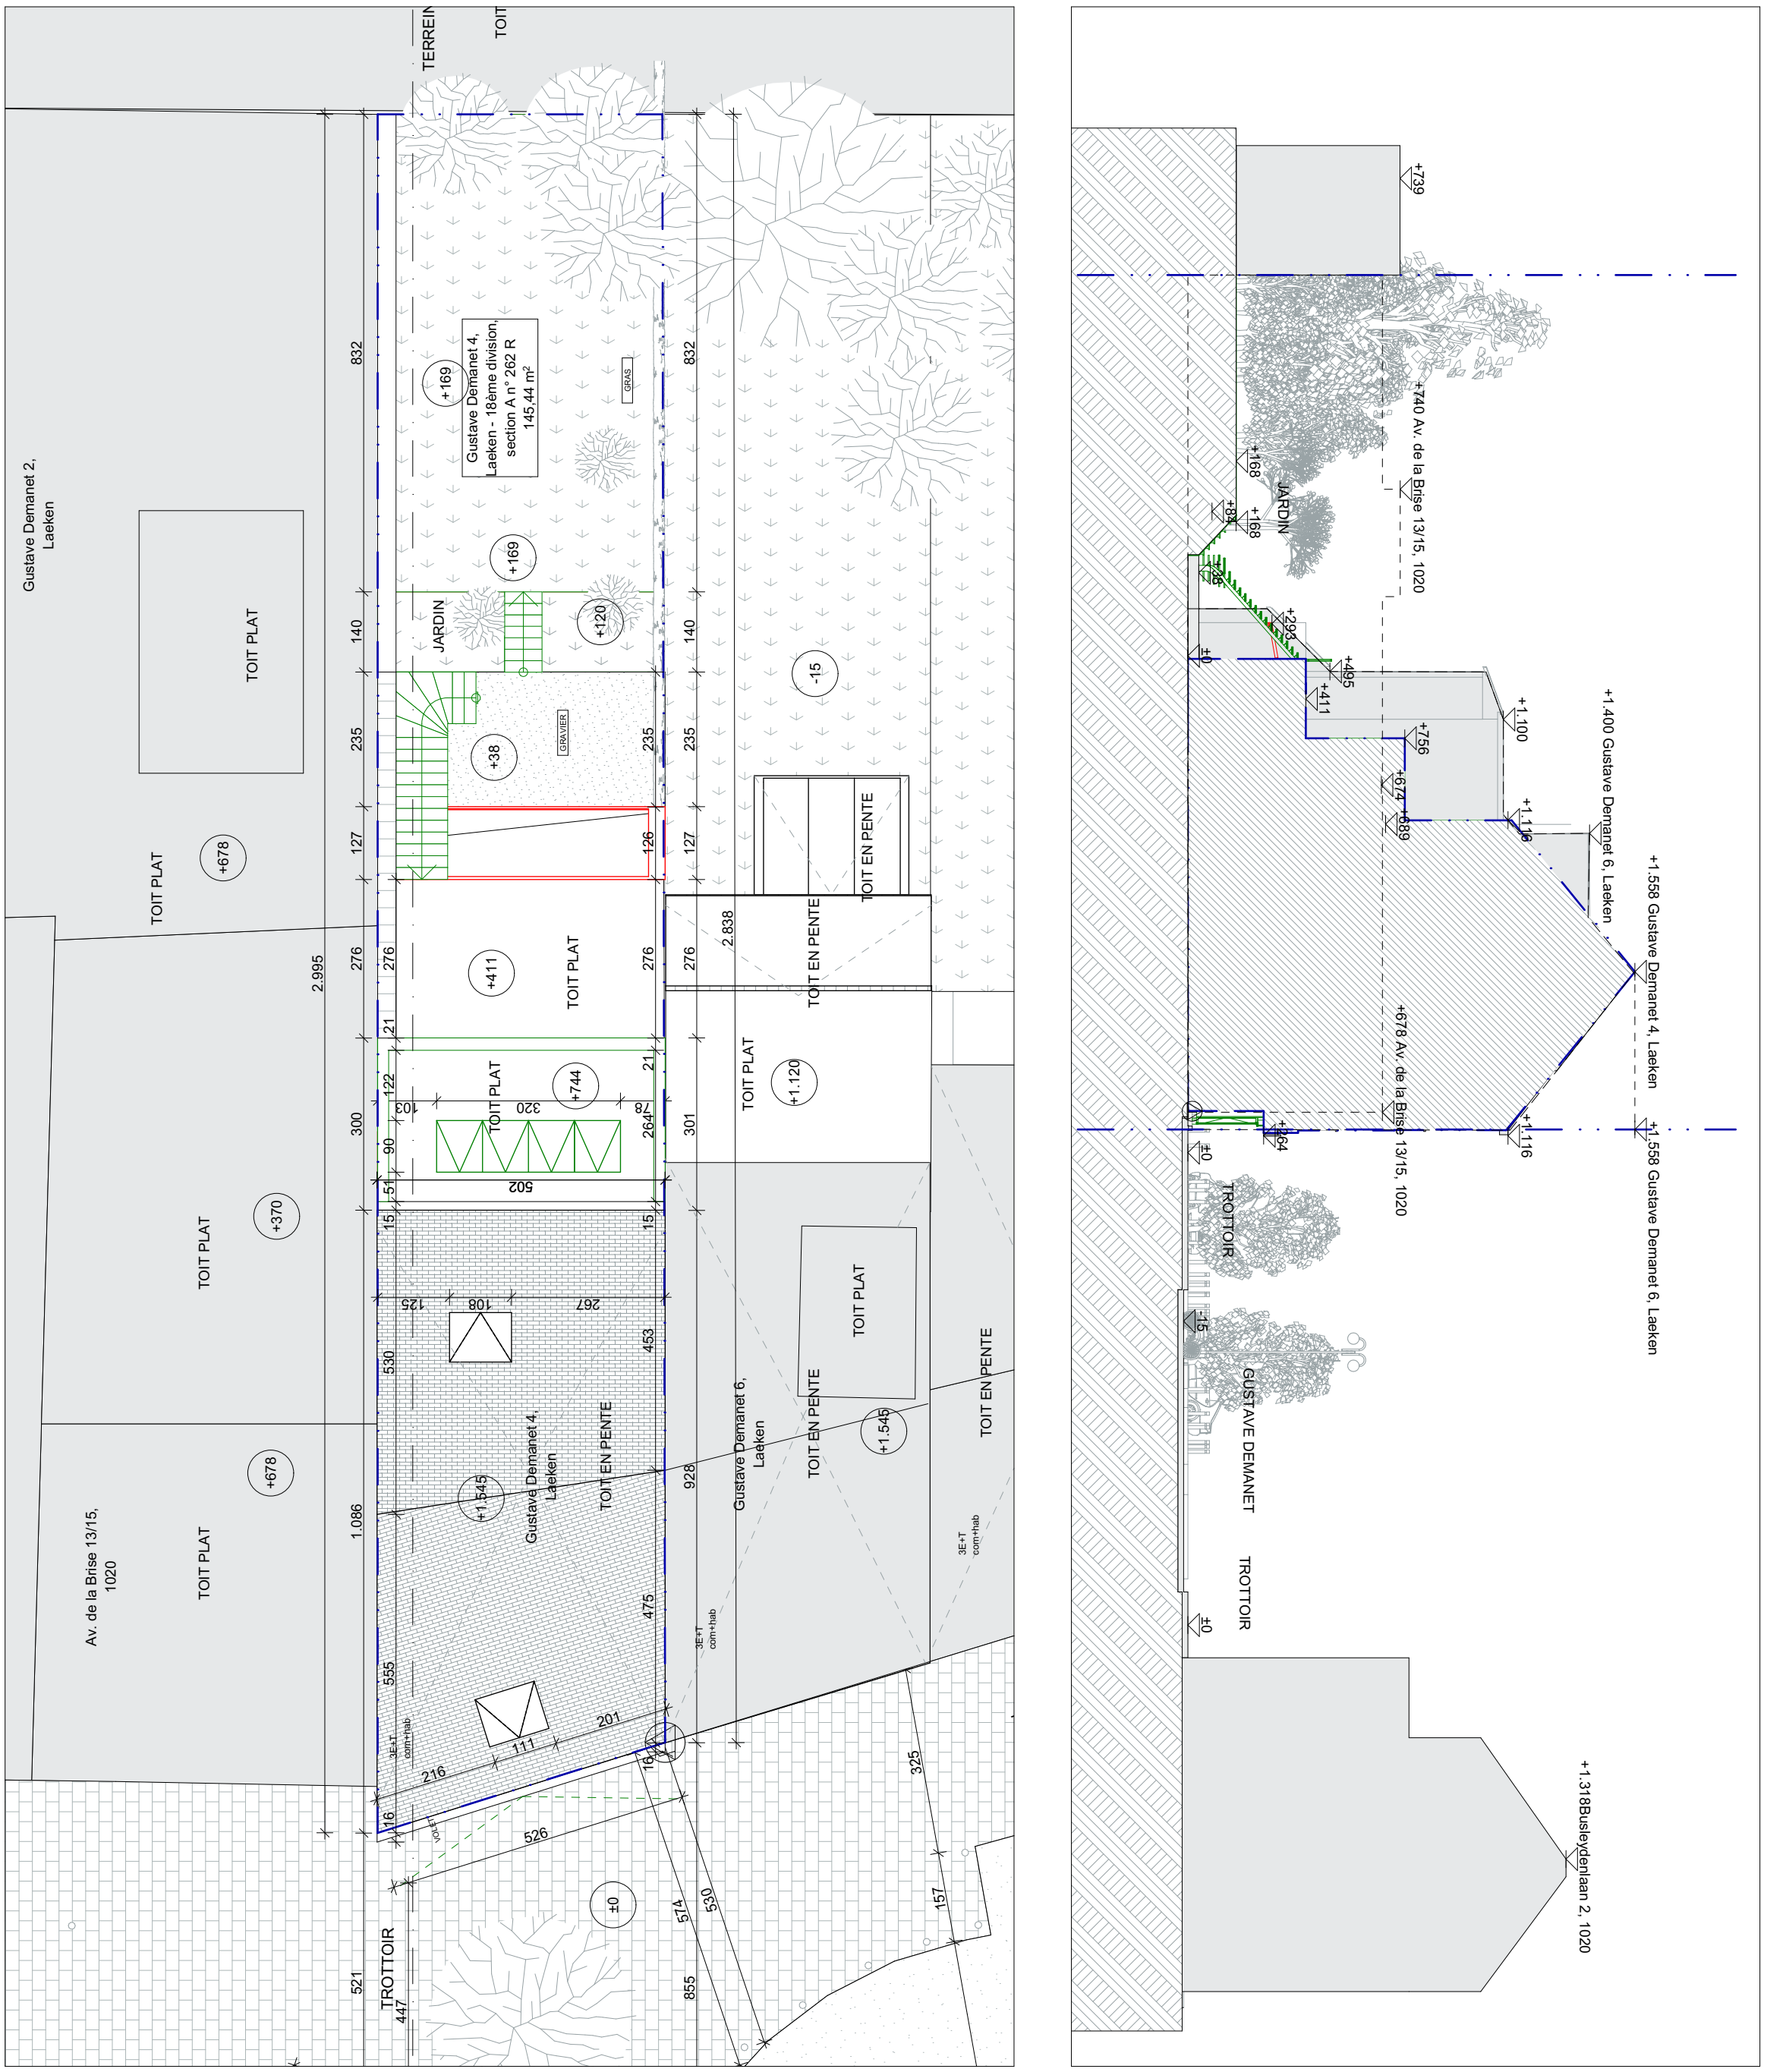 TERREIN
TOIT
Gustave Demanet 2,
Laeken
TOIT PLAT
+678
TOIT PLAT
TOIT PLAT
+370
+678
TOIT PLAT
Av. de la Brise 13/15,
1020
2.995
832
140
235
127
276
300
1.086
521
+169
Gustave Demanet 4,
Laeken - 18ème division,
section A n° 262 R
145,44 m²
GRAS
+169
JARDIN
+120
GRAVIER
+38
235
126
276
21
+411
TOIT PLAT
276
21
122
90
51
15
TOIT PLAT
+744
103
320
78
264
502
15
125
108
267
530
453
+1.545
Gustave Demanet 4,
Laeken
TOIT EN PENTE
475
555
3E+T
com+hab
216
111
201
16
16
VOLET
526
832
140
235
127
276
301
928
855
2.838
-15
TOIT EN PENTE
TOIT EN PENTE
TOIT PLAT
+1.120
TOIT PLAT
TOIT EN PENTE
+1.545
TOIT EN PENTE
Gustave Demanet 6,
Laeken
3E+T
com+hab
3E+T
com+hab
±0
TROTTOIR
447
574
530
325
157
+739
+740 Av. de la Brise 13/15, 1020
+168
+168
JARDIN
+84
+38
+293
±0
+495
+411
+1.100
+756
+674
+689
+1.116
+1.400 Gustave Demanet 6, Laeken
+1.558 Gustave Demanet 4, Laeken
+678 Av. de la Brise 13/15, 1020
+1.558 Gustave Demanet 6, Laeken
+1.116
+264
±0
TROTTOIR
-15
GUSTAVE DEMANET
TROTTOIR
±0
+1.318Busleydenlaan 2, 1020